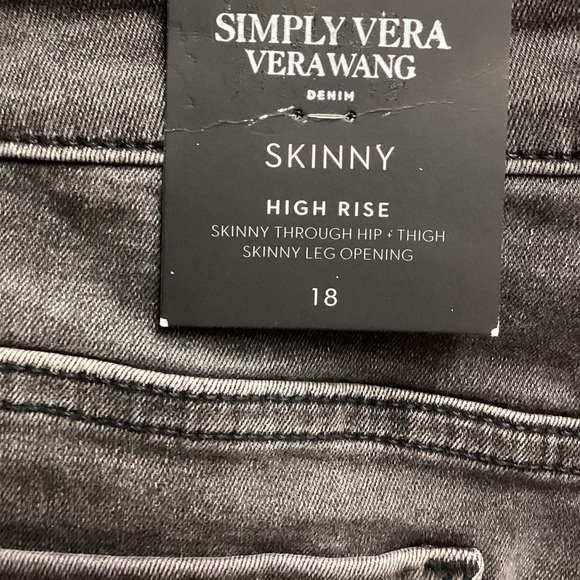 SIMPLY VERA
VERA WANG
DENIM
SKINNY
HIGH RISE
SKINNY THROUGH HIP + THIGH
SKINNY LEG OPENING
18